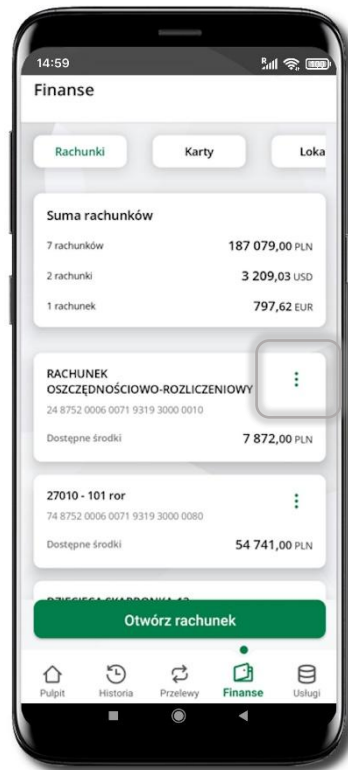 14:59
Finanse
Rachunki Karty Loka
Suma rachunków
7 rachunków 187 079,00 PLN
2 rachunki 3 209,03 USD
1 rachunek 797,62 EUR
RACHUNEK
OSZCZĘDNOŚCIOWO-ROZLICZENIOWY
24 8752 0006 0071 9319 3000 0010
Dostępne środki 7 872,00 PLN
27010 - 101 ror
74 8752 0006 0071 9319 3000 0080
Dostępne środki 54 741,00 PLN
Otwórz rachunek
Pulpit Historia Przelewy Finanse Usługi